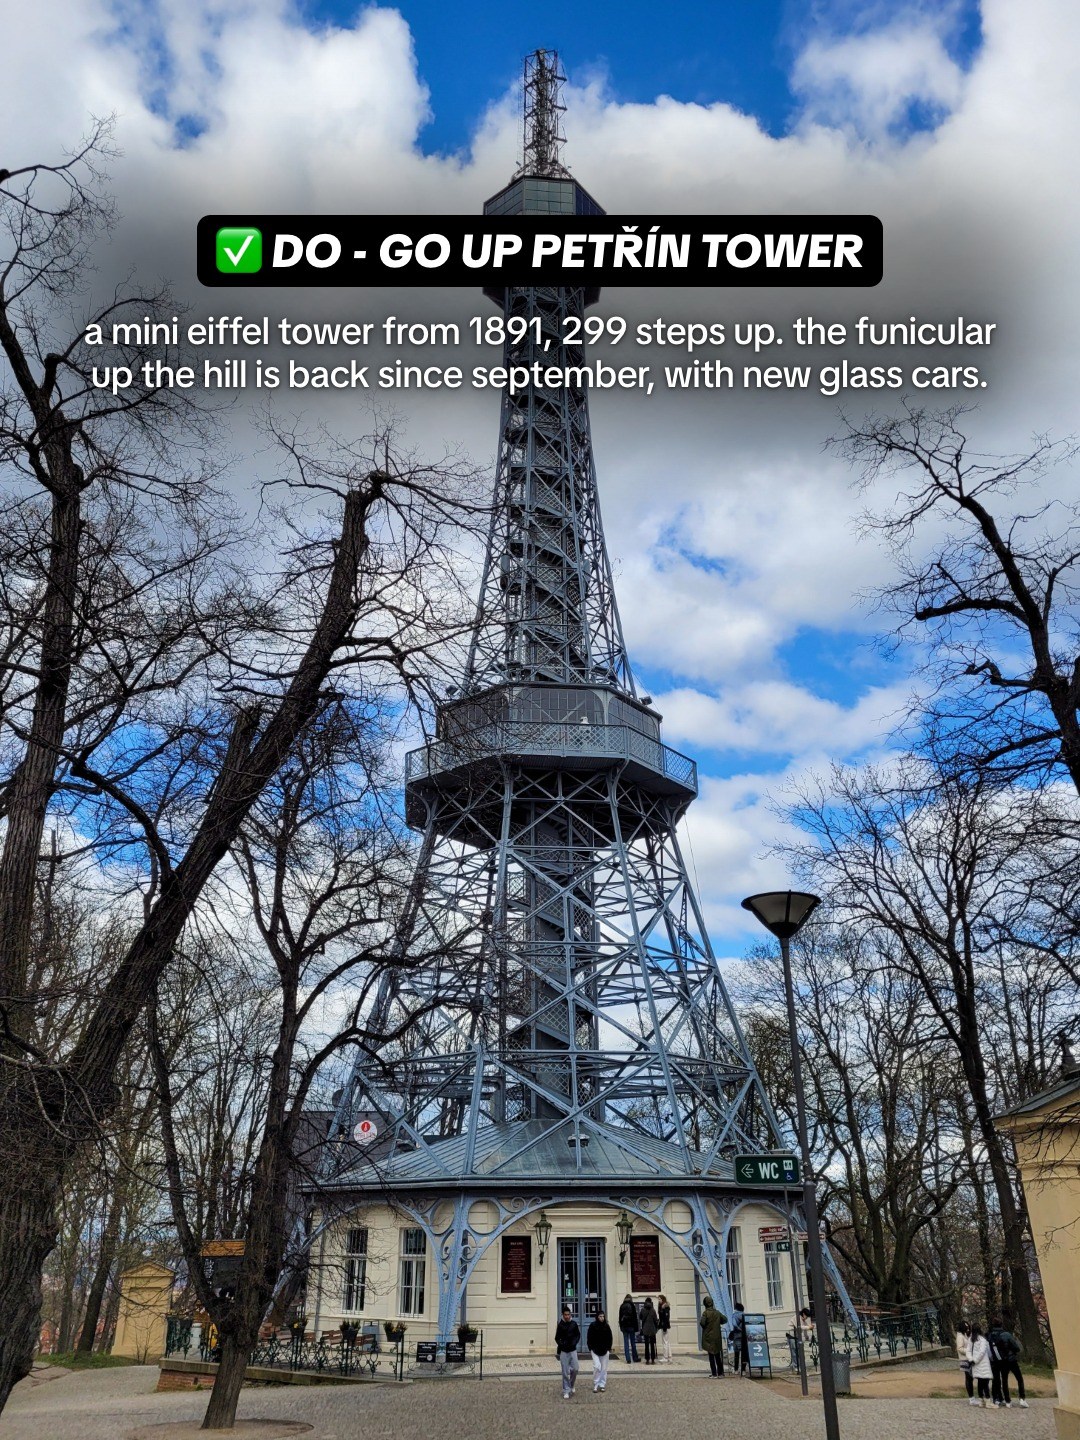 ✅ DO - GO UP PETŘÍN TOWER
a mini eiffel tower from 1891, 299 steps up. the funicular
up the hill is back since september, with new glass cars.
WC